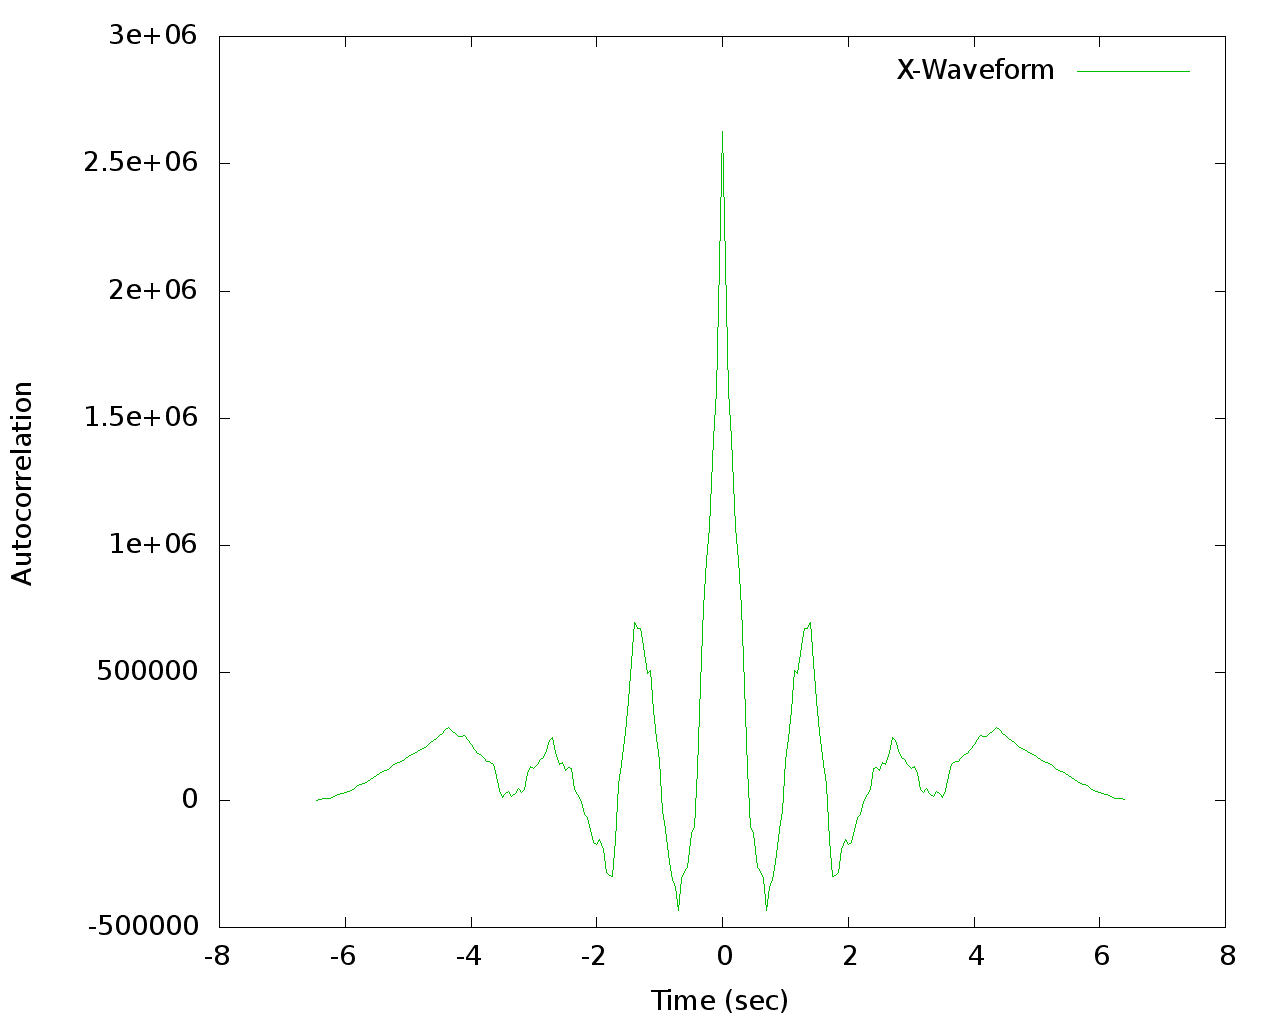 3e+06
X-Waveform
2.5e+06
2e+06
1.5e+06
Autocorrelation
1e+06
500000
0
-500000
-8 -6 -4 -2 0 2 4 6 8
Time (sec)